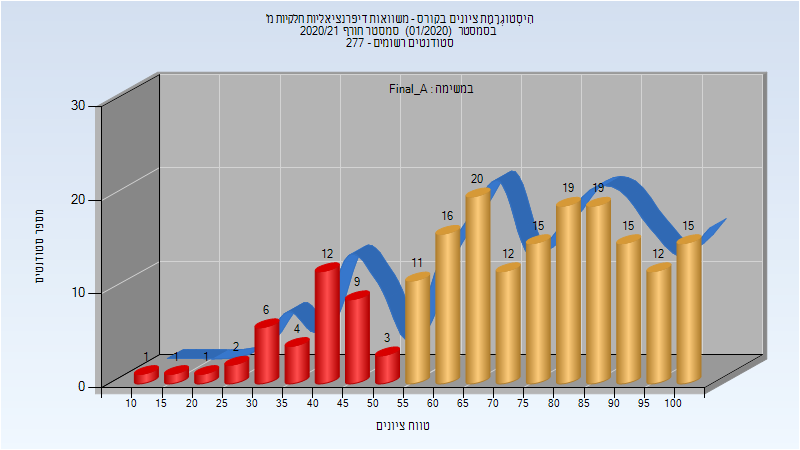 היסטוגרמת ציונים בקורס - משוואות דיפרנציאליות חלקיות מ'
בסמסטר (01/2020) סמסטר חורף 2020/21
סטודנטים רשומים - 277
במשימה : Final_A
30
20
10
0
מספר סטודנטים
1 1 1 2 6 4 12 9 3 11 16 20 12 15 19 19 15 12 15
10 15 20 25 30 35 40 45 50 55 60 65 70 75 80 85 90 95 100
טווח ציונים